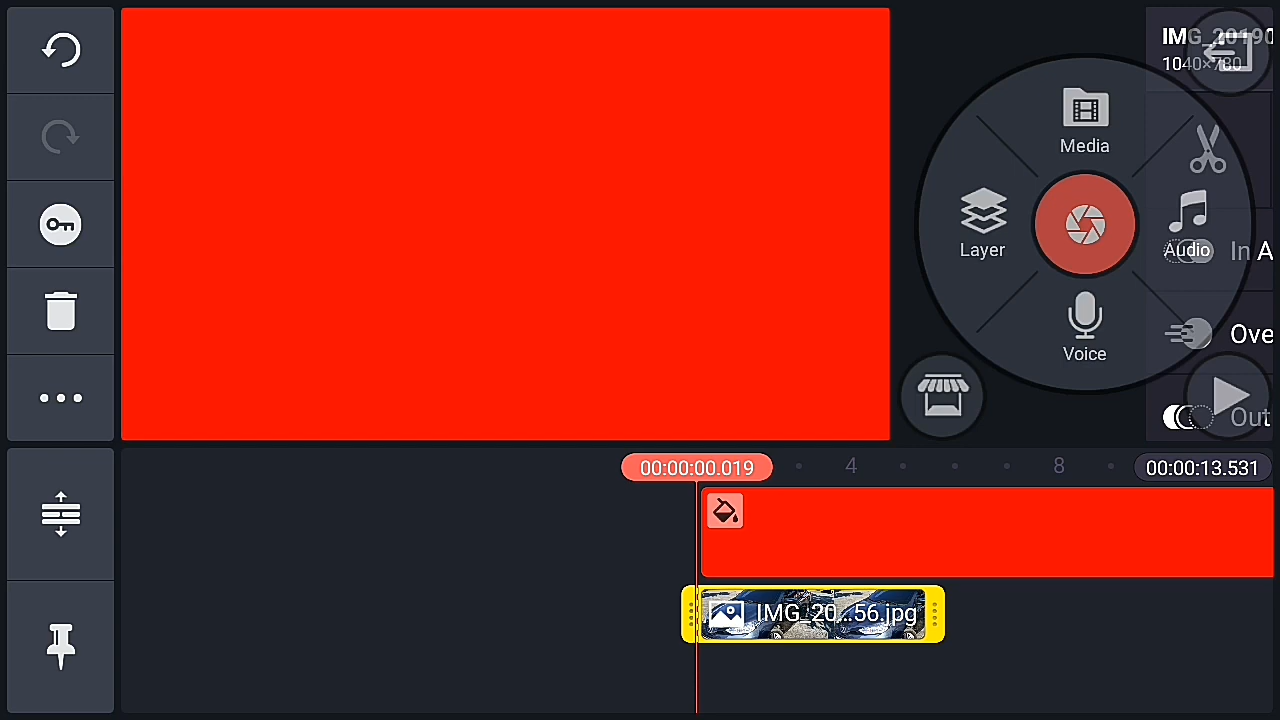 IMG_20190
1040×780
Media
Layer
Audio
In A
Voice
Ove
Out
00:00:00.019
4
8
00:00:13.531
IMG_20...56.jpg